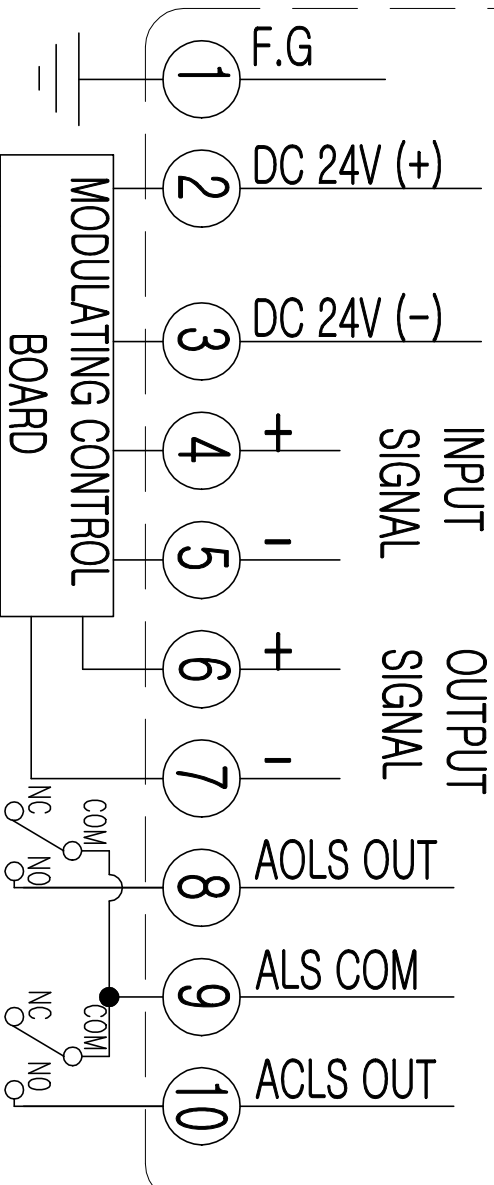 F.G
1
DC 24V (+)
2
DC 24V (-)
3
MODULATING CONTROL
BOARD
+
4
-
5
INPUT
SIGNAL
+
6
-
7
OUTPUT
SIGNAL
NC
COM
NO
AOLS OUT
8
ALS COM
9
NC
COM
NO
ACLS OUT
10